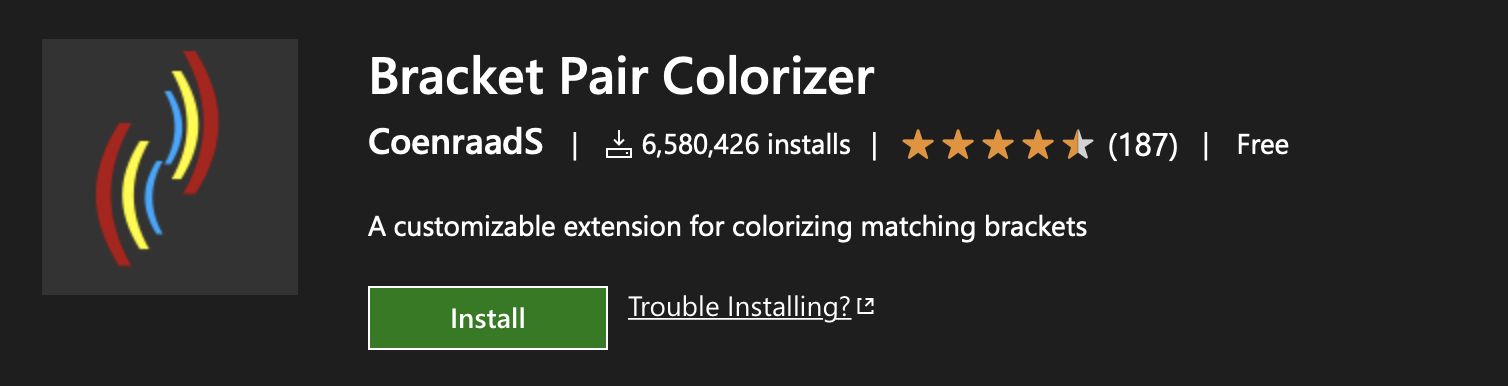 Bracket Pair Colorizer
CoenraadS | 6,580,426 installs | (187) | Free
A customizable extension for colorizing matching brackets
Install
Trouble Installing?